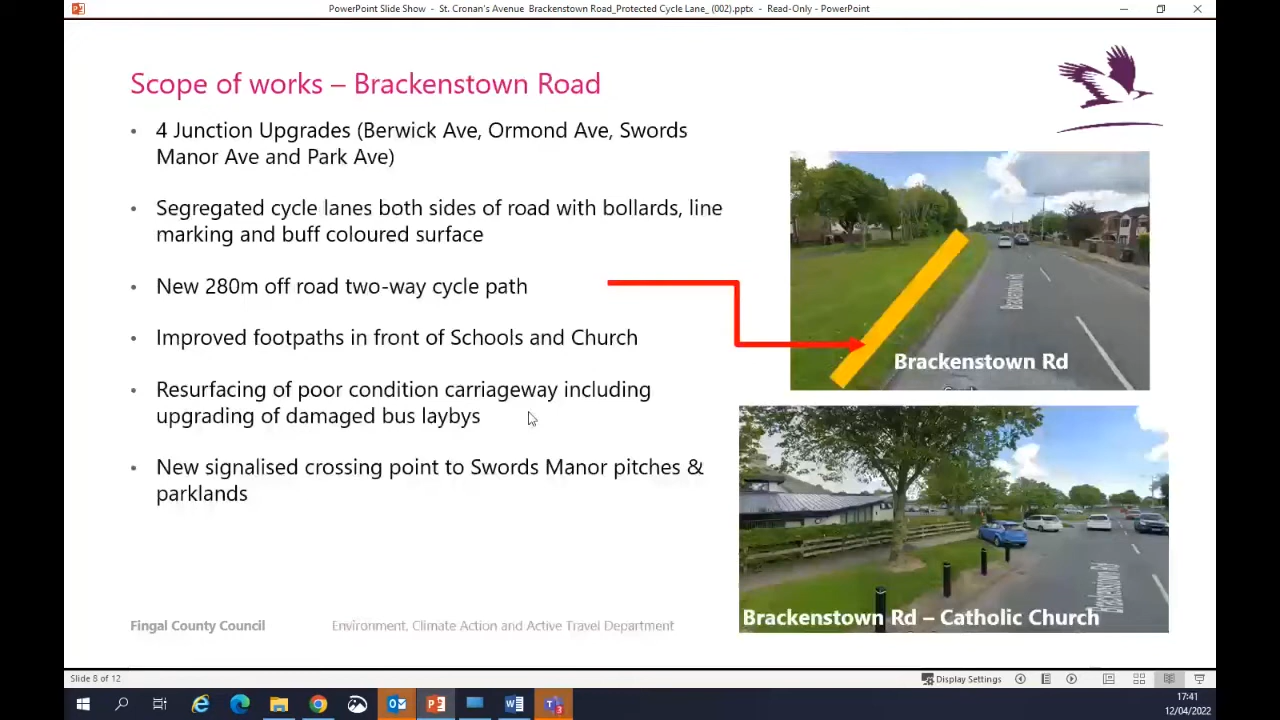 PowerPoint Slide Show - St. Cronan's Avenue Brackenstown Road_Protected Cycle Lane_ (002).pptx - Read-Only - PowerPoint
Scope of works – Brackenstown Road
• 4 Junction Upgrades (Berwick Ave, Ormond Ave, Swords
Manor Ave and Park Ave)
• Segregated cycle lanes both sides of road with bollards, line
marking and buff coloured surface
• New 280m off road two-way cycle path
• Improved footpaths in front of Schools and Church
• Resurfacing of poor condition carriageway including
upgrading of damaged bus laybys
• New signalised crossing point to Swords Manor pitches &
parklands
Brackenstown Rd
Brackenstown Rd
Brackenstown Rd
Brackenstown Rd – Catholic Church
Fingal County Council
Environment, Climate Action and Active Travel Department
Slide 8 of 12
Display Settings
17:41
12/04/2022